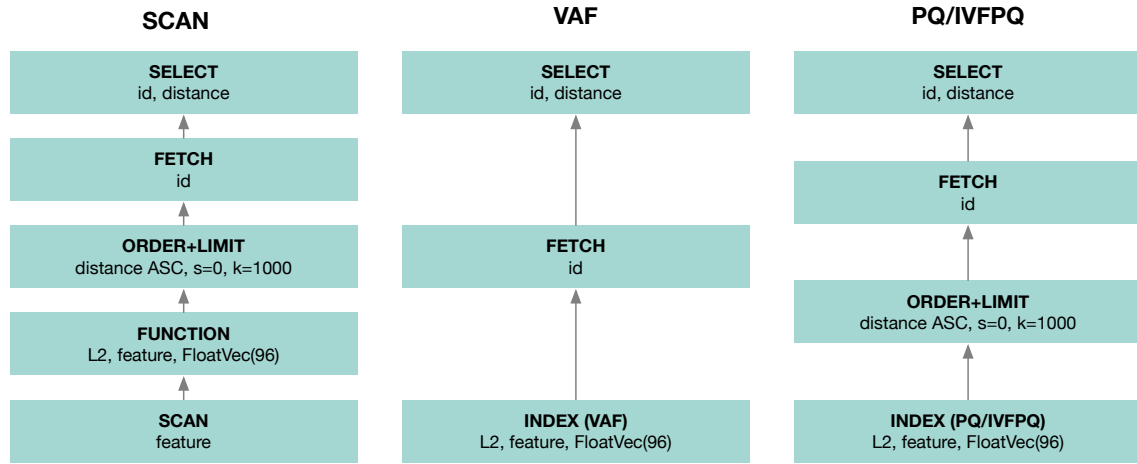 SCAN
SELECT
id, distance
FETCH
id
ORDER+LIMIT
distance ASC, s=0, k=1000
FUNCTION
L2, feature, FloatVec(96)
SCAN
feature
VAF
SELECT
id, distance
FETCH
id
INDEX (VAF)
L2, feature, FloatVec(96)
PQ/IVFPQ
SELECT
id, distance
FETCH
id
ORDER+LIMIT
distance ASC, s=0, k=1000
INDEX (PQ/IVFPQ)
L2, feature, FloatVec(96)